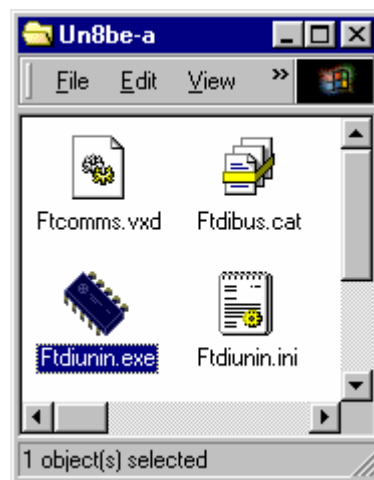 Un8be-a
File Edit View »
Ftcomms.vxd Ftdibus.cat
Ftdiunin.exe Ftdiunin.ini
1 object(s) selected